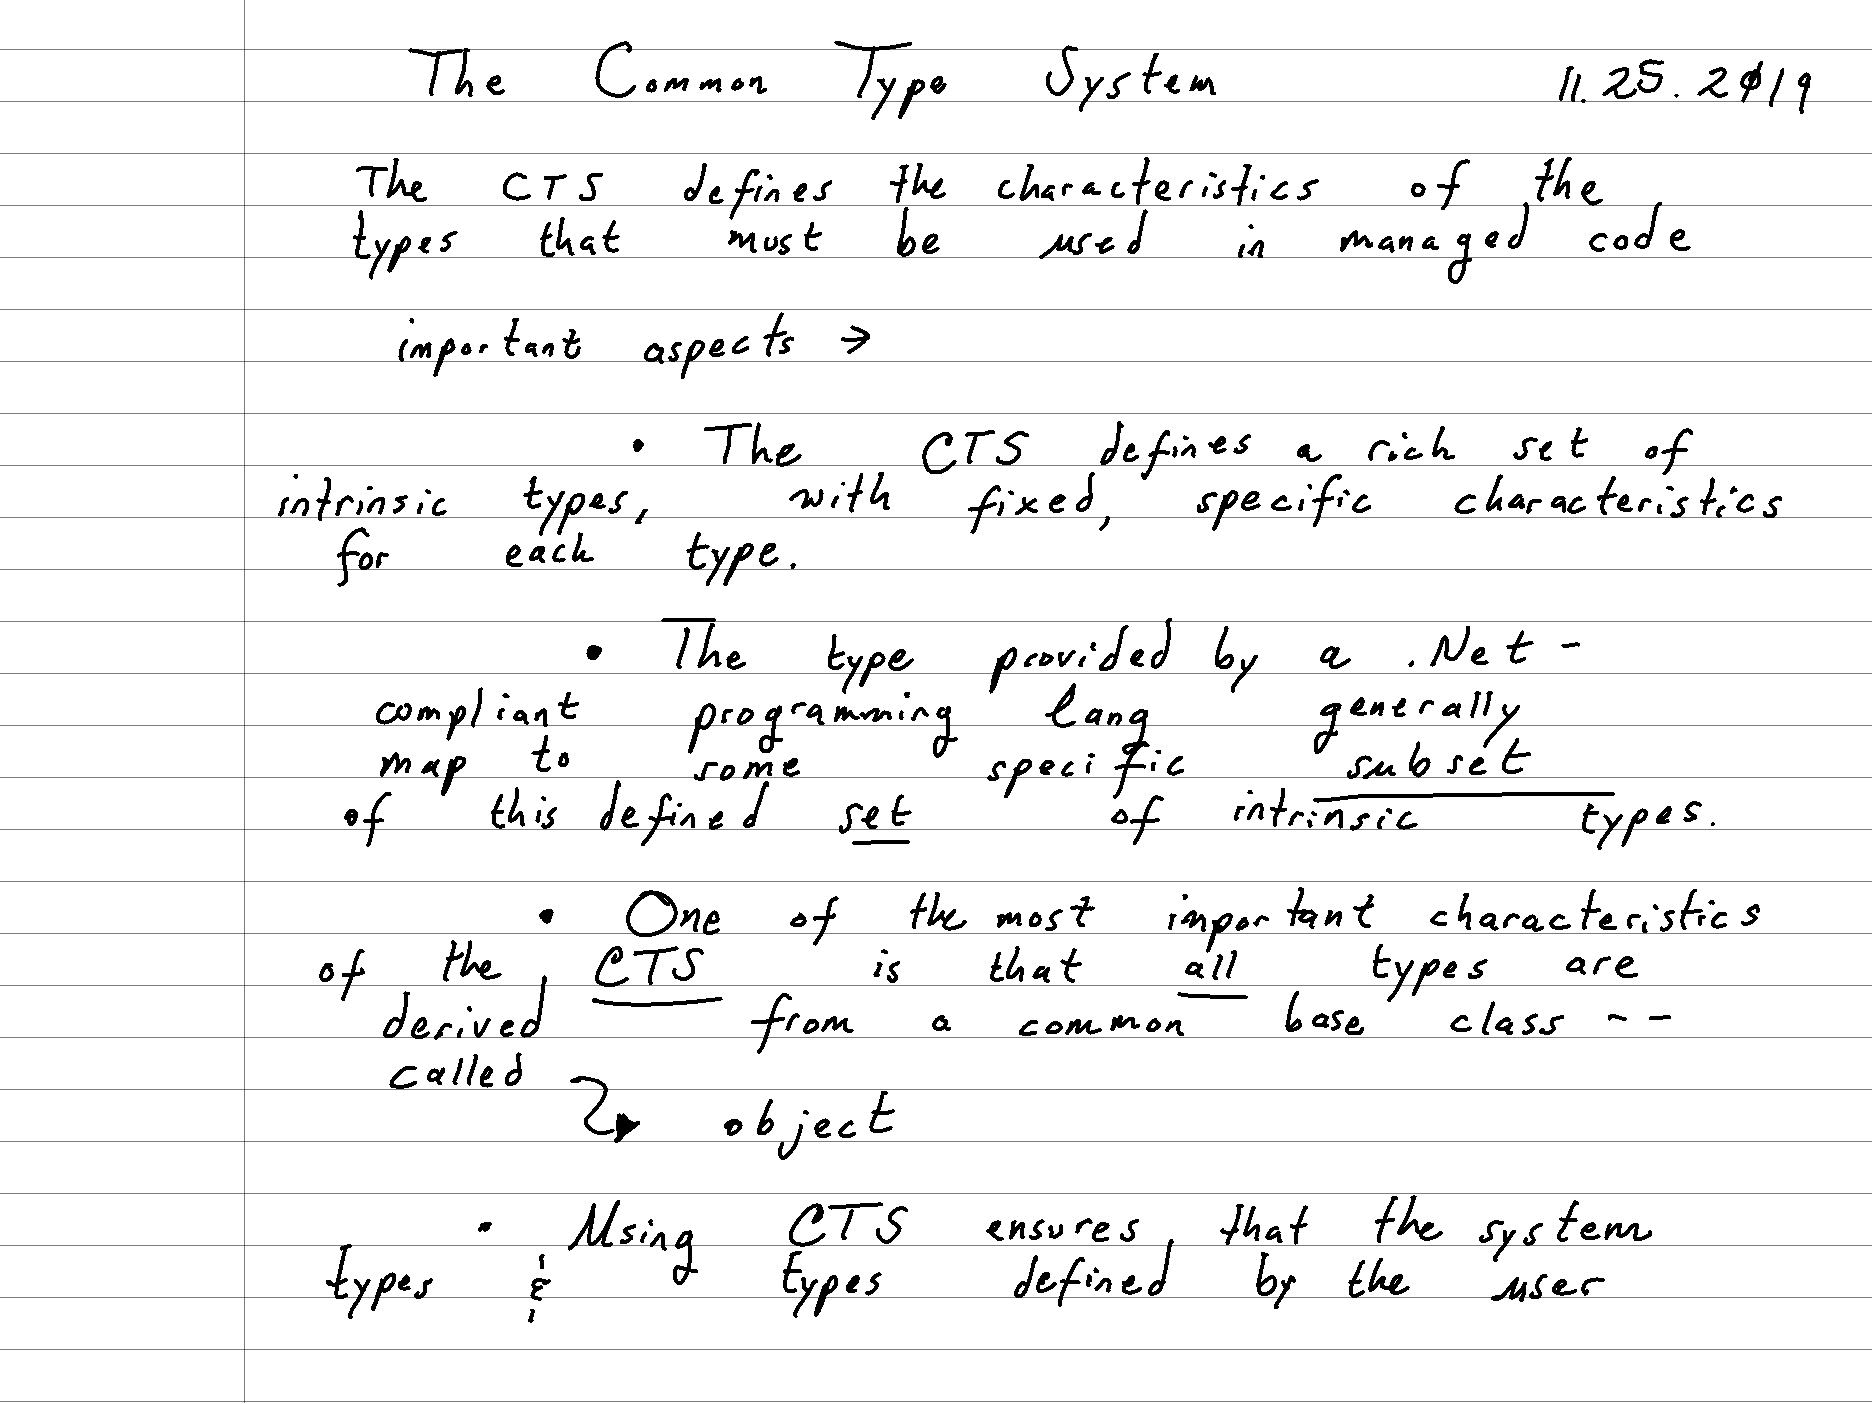 The Common Type System 11.25.2019
The CTS defines the characteristics of the
types that must be used in managed code
important aspects →
• The CTS defines a rich set of
intrinsic types, with fixed, specific characteristics
for each type.
• The type provided by a .Net -
compliant programming lang generally
map to some specific subset
of this defined set of intrinsic types.
• One of the most important characteristics
of the CTS is that all types are
derived from a common base class --
called
object
• Using CTS ensures that the system
types & types defined by the user